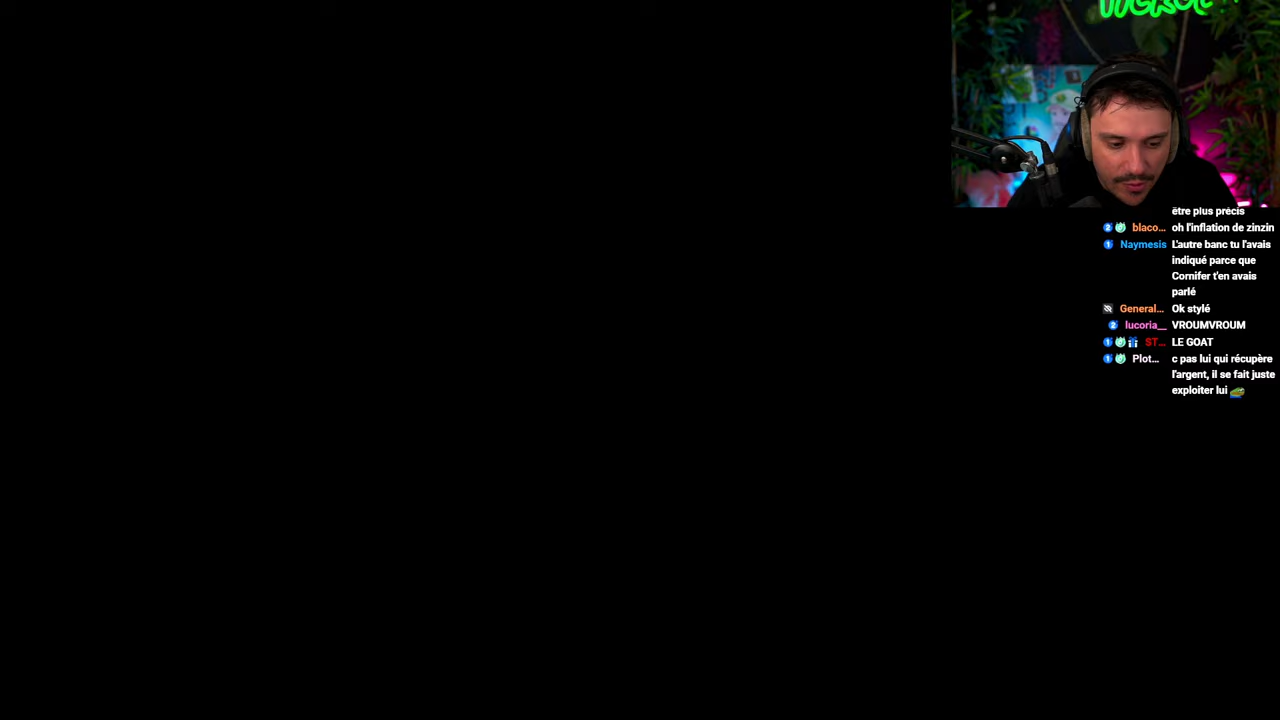 être plus précis
blaco... oh l'inflation de zinzin
Naymesis L'autre banc tu l'avais
indiqué parce que
Cornifer t'en avais
parlé
General... Ok stylé
lucoria__ VROUMVROUM
ST... LE GOAT
Plot... c pas lui qui récupère
l'argent, il se fait juste
exploiter lui